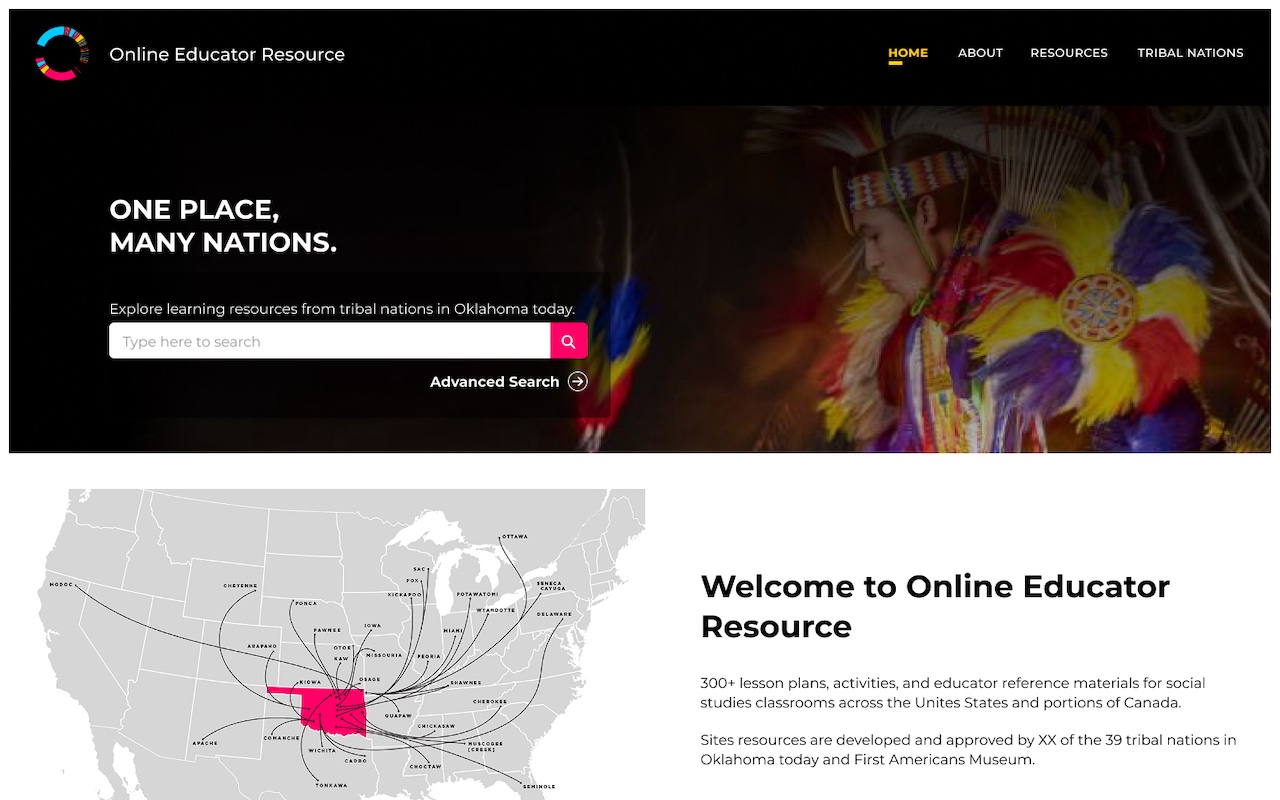 Online Educator Resource
HOME
ABOUT
RESOURCES
TRIBAL NATIONS
ONE PLACE,
MANY NATIONS.
Explore learning resources from tribal nations in Oklahoma today.
Type here to search
Advanced Search
OTTAWA
SAC
FOX
MODOC
CHEYENNE
SENECA
CAYUGA
KICKAPOO
POTAWATOMI
PONCA
WYANDOTTE
DELAWARE
PAWNEE
IOWA
MIAMI
ARAPAHO
OTOE
MISSOURIA
KAW
PEORIA
KIOWA
OSAGE
SHAWNEE
CHEROKEE
QUAPAW
CHICKASAW
APACHE
COMANCHE
WICHITA
MUSCOGEE
[CREEK]
CADDO
CHOCTAW
TONKAWA
SEMINOLE
Welcome to Online Educator
Resource
300+ lesson plans, activities, and educator reference materials for social
studies classrooms across the Unites States and portions of Canada.
Sites resources are developed and approved by XX of the 39 tribal nations in
Oklahoma today and First Americans Museum.